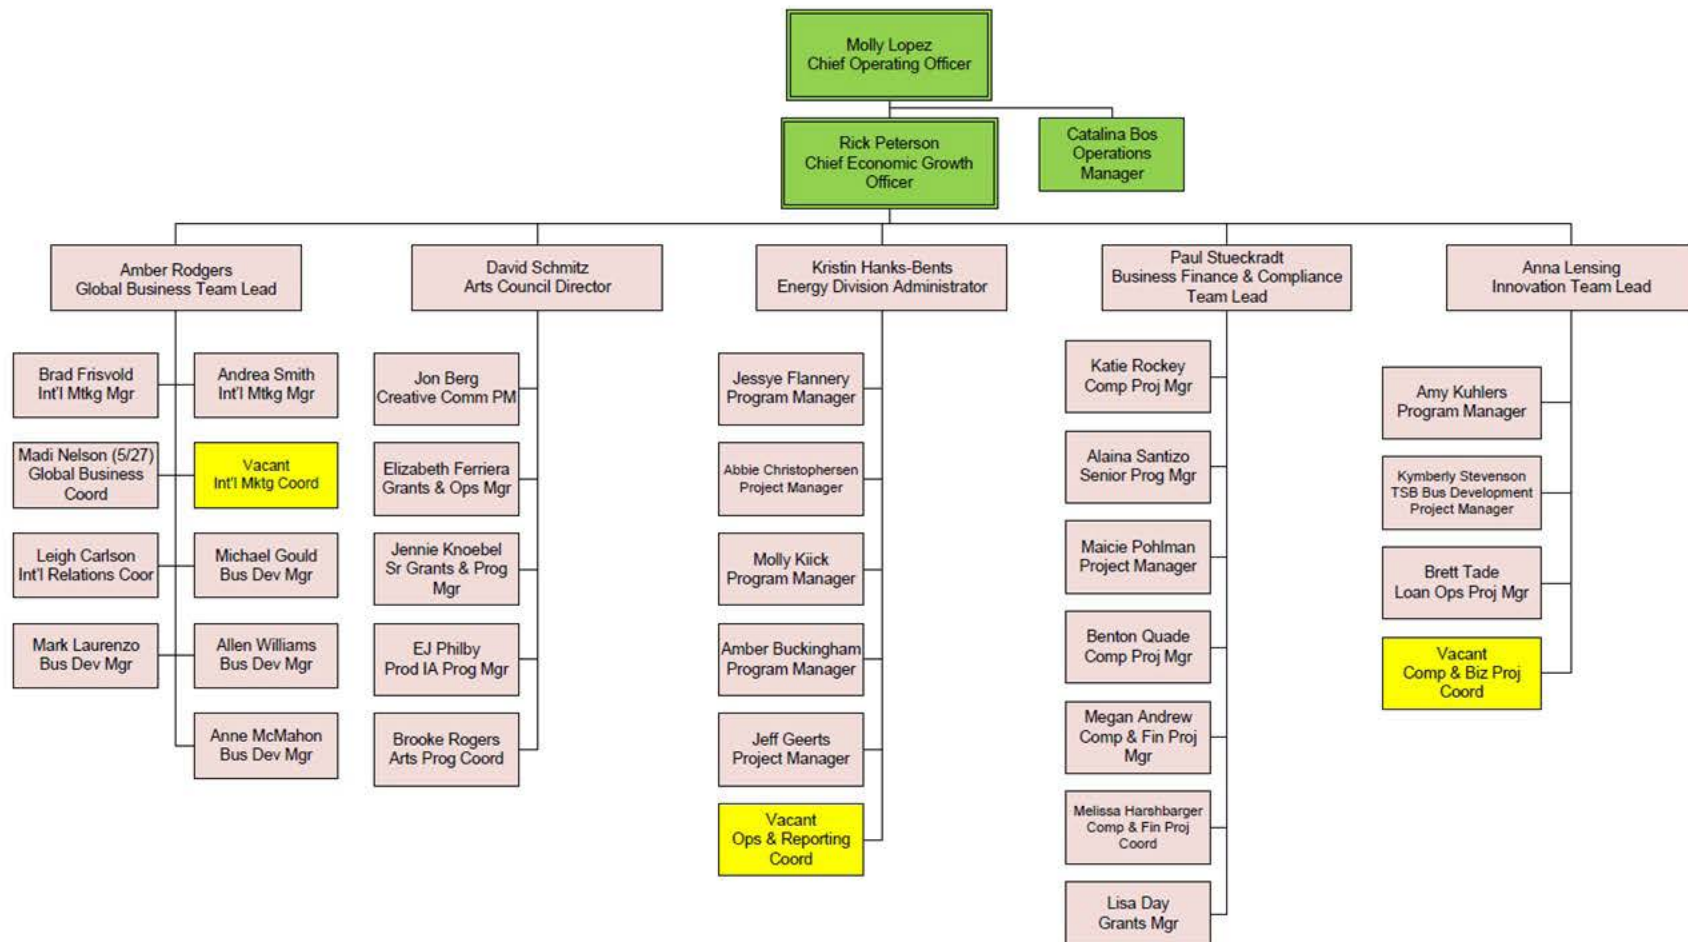 Molly Lopez
Chief Operating Officer
Rick Peterson
Chief Economic Growth
Officer
Catalina Bos
Operations
Manager
Amber Rodgers
Global Business Team Lead
David Schmitz
Arts Council Director
Kristin Hanks-Bents
Energy Division Administrator
Paul Stueckradt
Business Finance & Compliance
Team Lead
Anna Lensing
Innovation Team Lead
Brad Frisvold
Int'l Mtkg Mgr
Andrea Smith
Int'l Mtkg Mgr
Madi Nelson (5/27)
Global Business
Coord
Vacant
Int'l Mktg Coord
Leigh Carlson
Int'l Relations Coor
Michael Gould
Bus Dev Mgr
Mark Laurenzo
Bus Dev Mgr
Allen Williams
Bus Dev Mgr
Anne McMahon
Bus Dev Mgr
Jon Berg
Creative Comm PM
Elizabeth Ferriera
Grants & Ops Mgr
Jennie Knoebel
Sr Grants & Prog
Mgr
EJ Philby
Prod IA Prog Mgr
Brooke Rogers
Arts Prog Coord
Jessye Flannery
Program Manager
Abbie Christophersen
Project Manager
Molly Kiick
Program Manager
Amber Buckingham
Program Manager
Jeff Geerts
Project Manager
Vacant
Ops & Reporting
Coord
Katie Rockey
Comp Proj Mgr
Alaina Santizo
Senior Prog Mgr
Maicie Pohlman
Project Manager
Benton Quade
Comp Proj Mgr
Megan Andrew
Comp & Fin Proj
Mgr
Melissa Harshbarger
Comp & Fin Proj
Coord
Lisa Day
Grants Mgr
Amy Kuhlers
Program Manager
Kymberly Stevenson
TSB Bus Development
Project Manager
Brett Tade
Loan Ops Proj Mgr
Vacant
Comp & Biz Proj
Coord